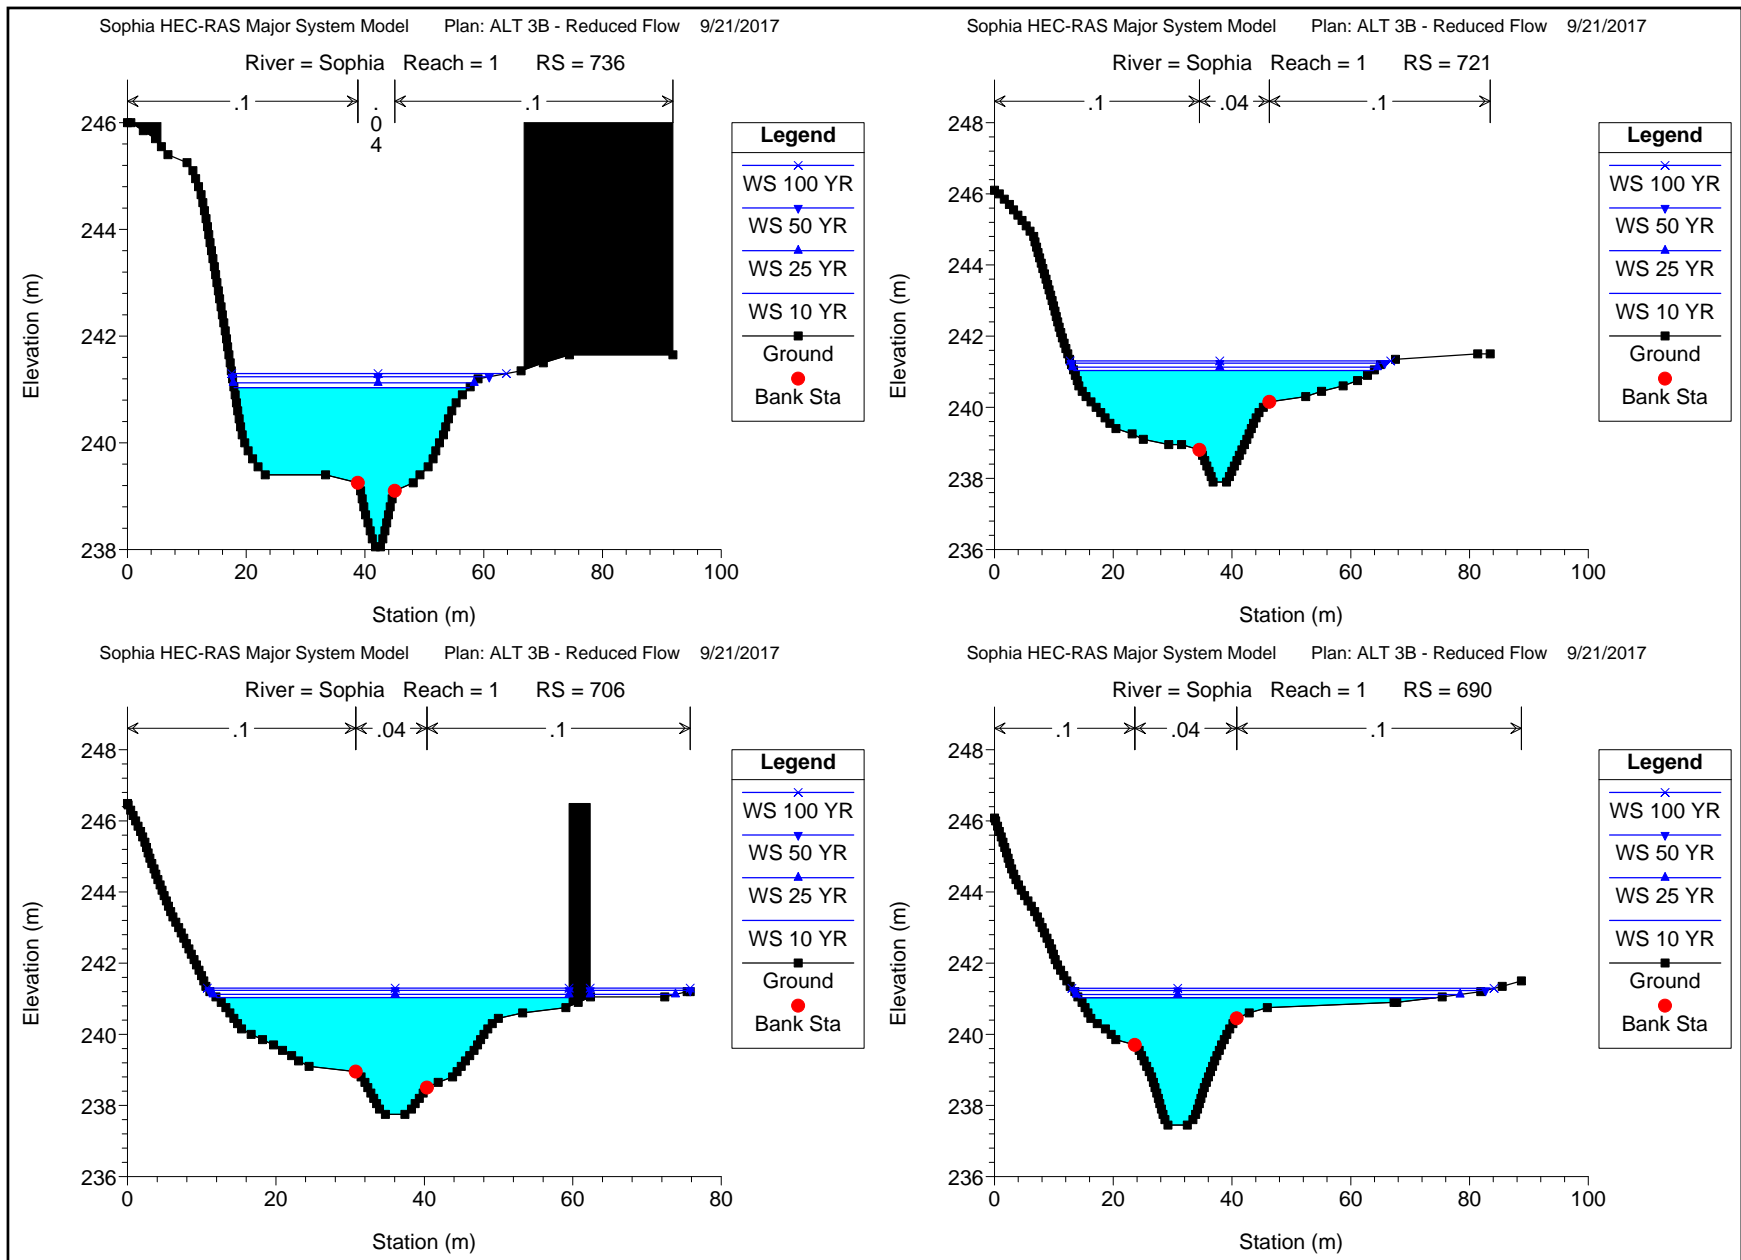 Sophia HEC-RAS Major System Model Plan: ALT 3B - Reduced Flow 9/21/2017
River = Sophia Reach = 1 RS = 736
.1 .04 .1
246
244
242
240
238
0 20 40 60 80 100
Elevation (m)
Station (m)
Legend
WS 100 YR
WS 50 YR
WS 25 YR
WS 10 YR
Ground
Bank Sta
Sophia HEC-RAS Major System Model Plan: ALT 3B - Reduced Flow 9/21/2017
River = Sophia Reach = 1 RS = 721
.1 .04 .1
248
246
244
242
240
238
236
0 20 40 60 80 100
Elevation (m)
Station (m)
Legend
WS 100 YR
WS 50 YR
WS 25 YR
WS 10 YR
Ground
Bank Sta
Sophia HEC-RAS Major System Model Plan: ALT 3B - Reduced Flow 9/21/2017
River = Sophia Reach = 1 RS = 706
.1 .04 .1
248
246
244
242
240
238
236
0 20 40 60 80
Elevation (m)
Station (m)
Legend
WS 100 YR
WS 50 YR
WS 25 YR
WS 10 YR
Ground
Bank Sta
Sophia HEC-RAS Major System Model Plan: ALT 3B - Reduced Flow 9/21/2017
River = Sophia Reach = 1 RS = 690
.1 .04 .1
248
246
244
242
240
238
236
0 20 40 60 80 100
Elevation (m)
Station (m)
Legend
WS 100 YR
WS 50 YR
WS 25 YR
WS 10 YR
Ground
Bank Sta